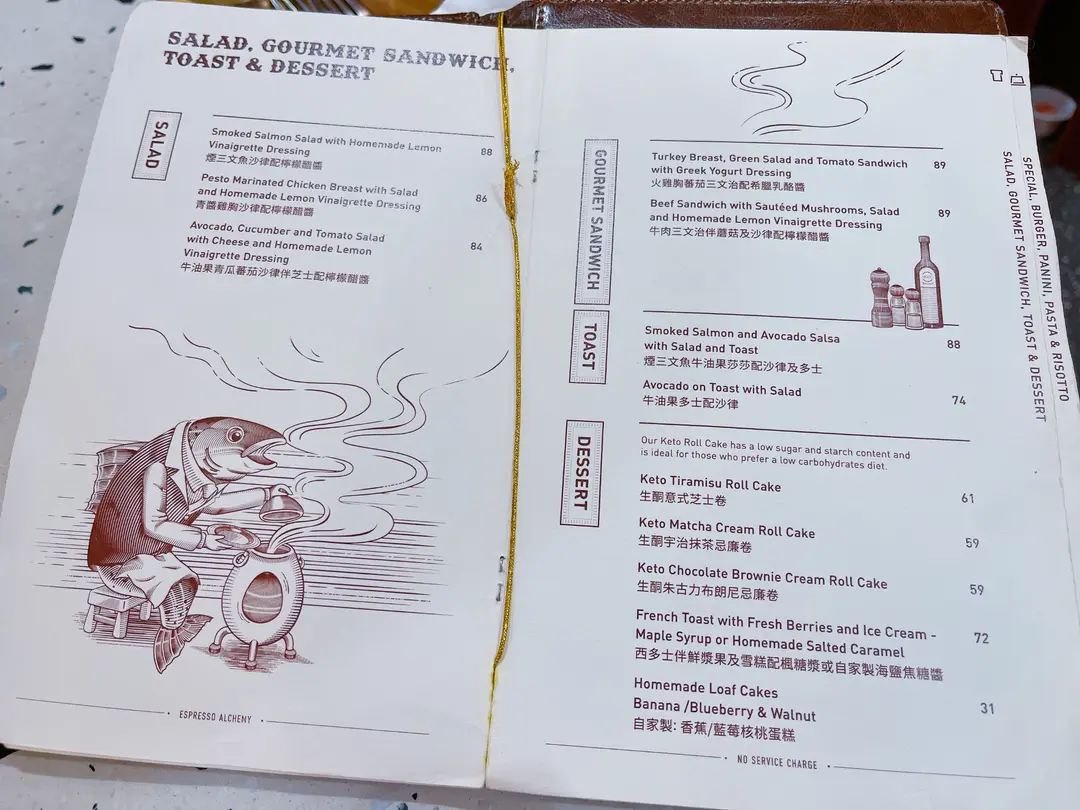 SALAD, GOURMET SANDWICH,
TOAST & DESSERT
SALAD
Smoked Salmon Salad with Homemade Lemon
Vinaigrette Dressing 88
煙三文魚沙律配檸檬醋醬
Pesto Marinated Chicken Breast with Salad
and Homemade Lemon Vinaigrette Dressing 86
青醬雞胸沙律配檸檬醋醬
Avocado, Cucumber and Tomato Salad
with Cheese and Homemade Lemon 84
Vinaigrette Dressing
牛油果青瓜蕃茄沙律伴芝士配檸檬醋醬
ESPRESSO ALCHEMY
GOURMET SANDWICH
Turkey Breast, Green Salad and Tomato Sandwich 89
with Greek Yogurt Dressing
火雞胸蕃茄三文治配希臘乳酪醬
Beef Sandwich with Sautéed Mushrooms, Salad 89
and Homemade Lemon Vinaigrette Dressing
牛肉三文治伴蘑菇及沙律配檸檬醋醬
TOAST
Smoked Salmon and Avocado Salsa 88
with Salad and Toast
煙三文魚牛油果莎莎配沙律及多士
Avocado on Toast with Salad 74
牛油果多士配沙律
DESSERT
Our Keto Roll Cake has a low sugar and starch content and
is ideal for those who prefer a low carbohydrates diet.
Keto Tiramisu Roll Cake 61
生酮意式芝士卷
Keto Matcha Cream Roll Cake 59
生酮宇治抹茶忌廉卷
Keto Chocolate Brownie Cream Roll Cake 59
生酮朱古力布朗尼忌廉卷
French Toast with Fresh Berries and Ice Cream - 72
Maple Syrup or Homemade Salted Caramel
西多士伴鮮漿果及雪糕配楓糖漿或自家製海鹽焦糖醬
Homemade Loaf Cakes
Banana /Blueberry & Walnut 31
自家製: 香蕉/藍莓核桃蛋糕
NO SERVICE CHARGE
SPECIAL, BURGER, PANINI, PASTA & RISOTTO
SALAD, GOURMET SANDWICH, TOAST & DESSERT